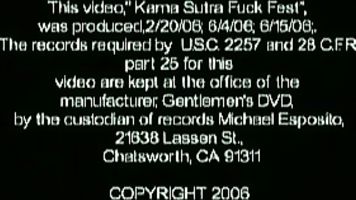 This video," Kama Sutra Fuck Fest",
was produced,2/20/06; 6/4/06; 6/15/06;.
The records required by U.S.C. 2257 and 28 C.F.R
part 25 for this
video are kept at the office of the
manufacturer, Gentlemen's DVD,
by the custodian of records Michael Esposito,
21638 Lassen St.,
Chatsworth, CA 91311
COPYRIGHT 2006